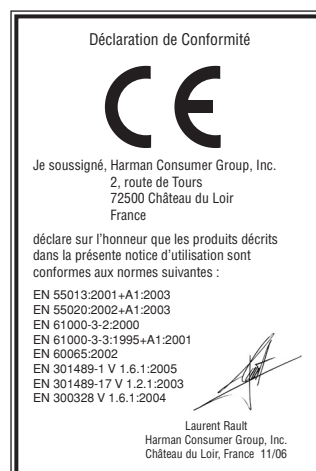 Déclaration de Conformité
CE
Je soussigné, Harman Consumer Group, Inc.
2, route de Tours
72500 Château du Loir
France
déclare sur l'honneur que les produits décrits
dans la présente notice d'utilisation sont
conformes aux normes suivantes :
EN 55013:2001+A1:2003
EN 55020:2002+A1:2003
EN 61000-3-2:2000
EN 61000-3-3:1995+A1:2001
EN 60065:2002
EN 301489-1 V 1.6.1:2005
EN 301489-17 V 1.2.1:2003
EN 300328 V 1.6.1:2004
Laurent Rault
Harman Consumer Group, Inc.
Château du Loir, France 11/06